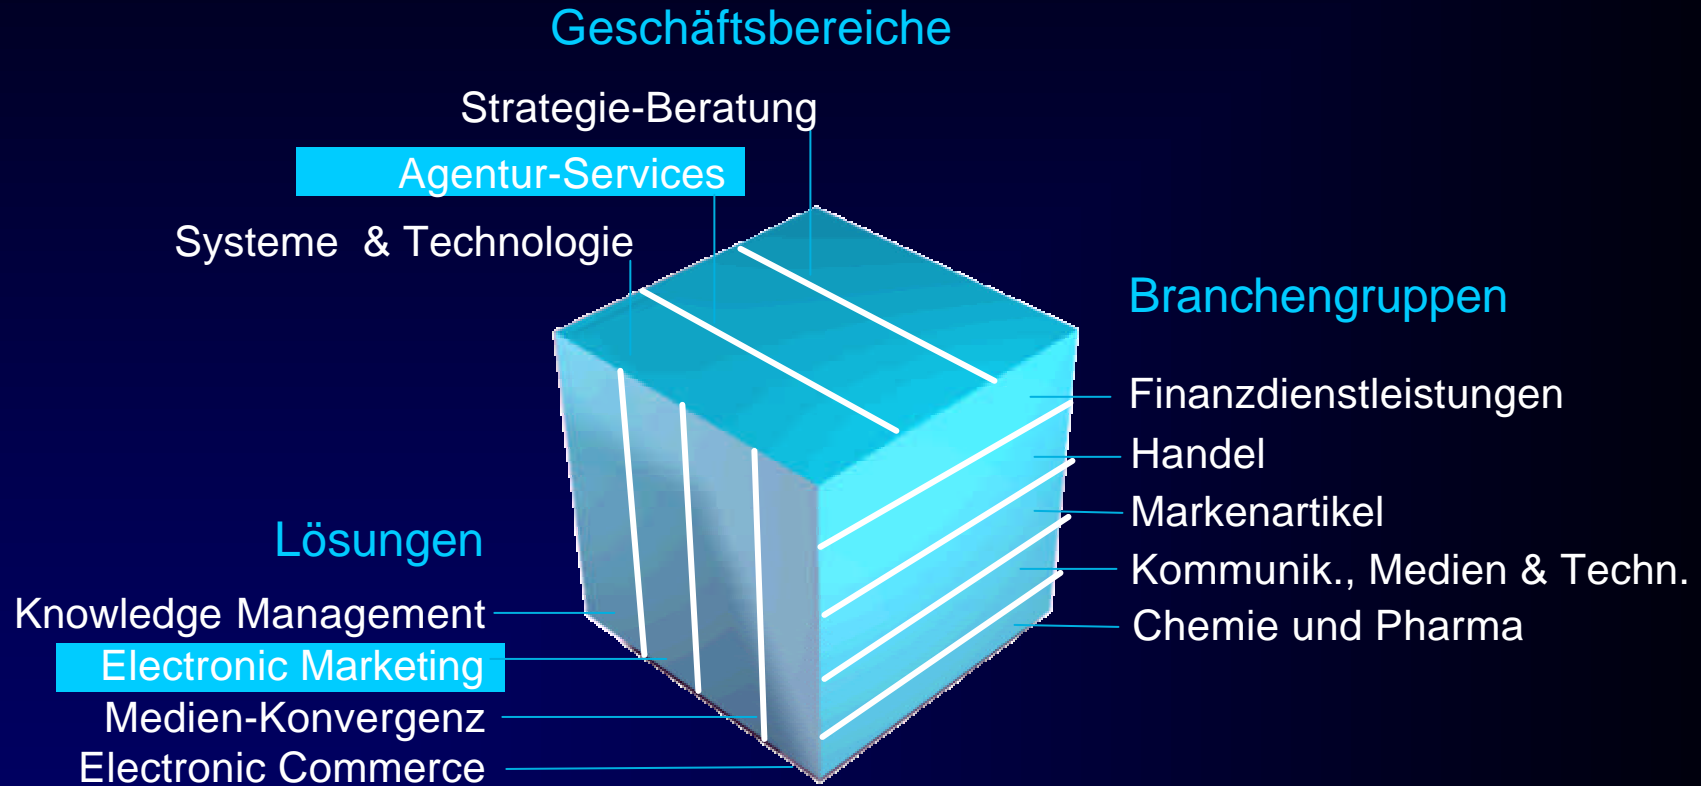 Geschäftsbereiche
Strategie-Beratung
Agentur-Services
Systeme & Technologie
Branchengruppen
Finanzdienstleistungen
Handel
Markenartikel
Kommunik., Medien & Techn.
Chemie und Pharma
Lösungen
Knowledge Management
Electronic Marketing
Medien-Konvergenz
Electronic Commerce